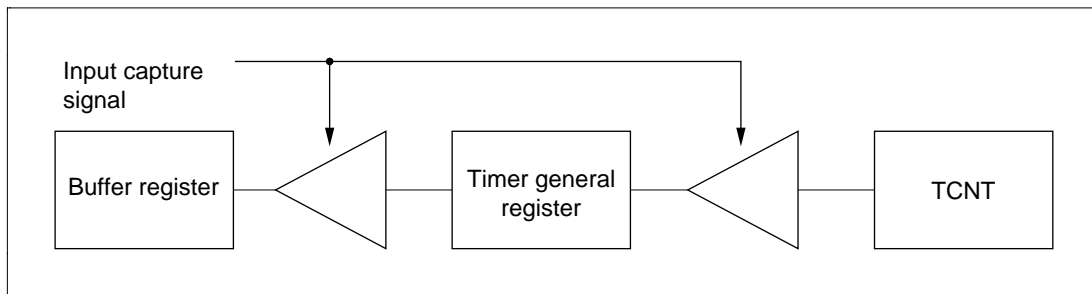 Input capture
signal
Buffer register
Timer general
register
TCNT